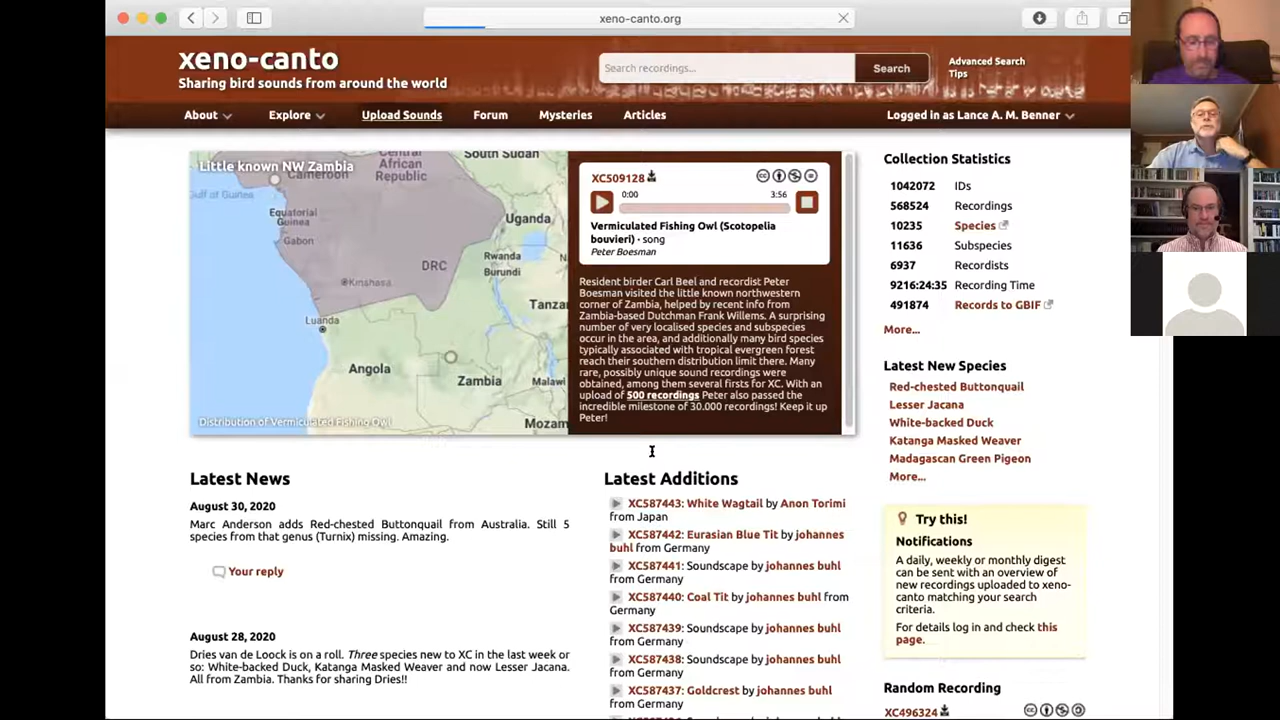 xeno-canto.org
xeno-canto
Sharing bird sounds from around the world
Search recordings...
Search
Advanced Search
Tips
About
Explore
Upload Sounds
Forum
Mysteries
Articles
Logged in as Lance A. M. Benner
Little known NW Zambia
Central
African
Republic
South Sudan
Cameroon
Gulf of Guinea
Equatorial
Guinea
Gabon
Uganda
Rwanda
Burundi
DRC
Kinshasa
Tanzan
Luanda
Angola
Zambia
Malawi
Mozam
Distribution of Vermiculated Fishing Owl
XC509128
0:00
3:56
Vermiculated Fishing Owl (Scotopelia
bouvieri) · song
Peter Boesman
Resident birder Carl Beel and recordist Peter
Boesman visited the little known northwestern
corner of Zambia, helped by recent info from
Zambia-based Dutchman Frank Willems. A surprising
number of very localised species and subspecies
occur in the area, and additionally many bird species
typically associated with tropical evergreen forest
reach their southern distribution limit there. Many
rare, possibly unique sound recordings were
obtained, among them several firsts for XC. With an
upload of 500 recordings Peter also passed the
incredible milestone of 30.000 recordings! Keep it up
Peter!
Collection Statistics
1042072 IDs
568524 Recordings
10235 Species
11636 Subspecies
6937 Recordists
9216:24:35 Recording Time
491874 Records to GBIF
More...
Latest New Species
Red-chested Buttonquail
Lesser Jacana
White-backed Duck
Katanga Masked Weaver
Madagascan Green Pigeon
More...
Latest News
August 30, 2020
Marc Anderson adds Red-chested Buttonquail from Australia. Still 5
species from that genus (Turnix) missing. Amazing.
Your reply
August 28, 2020
Dries van de Loock is on a roll. Three species new to XC in the last week or
so: White-backed Duck, Katanga Masked Weaver and now Lesser Jacana.
All from Zambia. Thanks for sharing Dries!!
Latest Additions
XC587443: White Wagtail by Anon Torimi
from Japan
XC587442: Eurasian Blue Tit by johannes
buhl from Germany
XC587441: Soundscape by johannes buhl
from Germany
XC587440: Coal Tit by johannes buhl from
Germany
XC587439: Soundscape by johannes buhl
from Germany
XC587438: Soundscape by johannes buhl
from Germany
XC587437: Goldcrest by johannes buhl
from Germany
Try this!
Notifications
A daily, weekly or monthly digest
can be sent with an overview of
new recordings uploaded to xeno-
canto matching your search
criteria.
For details log in and check this
page.
Random Recording
XC496324